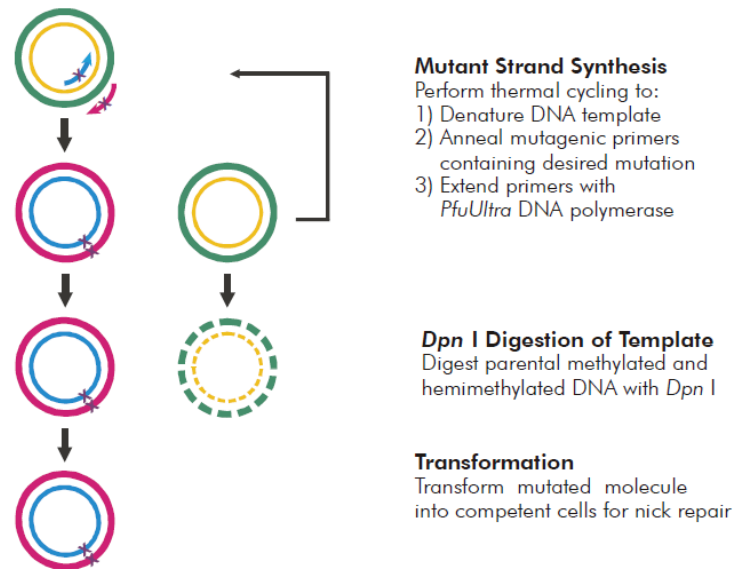 Mutant Strand Synthesis
Perform thermal cycling to:
1) Denature DNA template
2) Anneal mutagenic primers
containing desired mutation
3) Extend primers with
PfuUltra DNA polymerase
Dpn I Digestion of Template
Digest parental methylated and
hemimethylated DNA with Dpn I
Transformation
Transform mutated molecule
into competent cells for nick repair